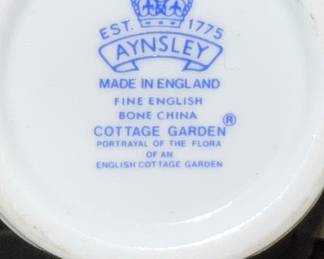 EST. 1775
AYNSLEY
MADE IN ENGLAND
FINE ENGLISH
BONE CHINA
COTTAGE GARDEN ®
PORTRAYAL OF THE FLORA
OF AN
ENGLISH COTTAGE GARDEN